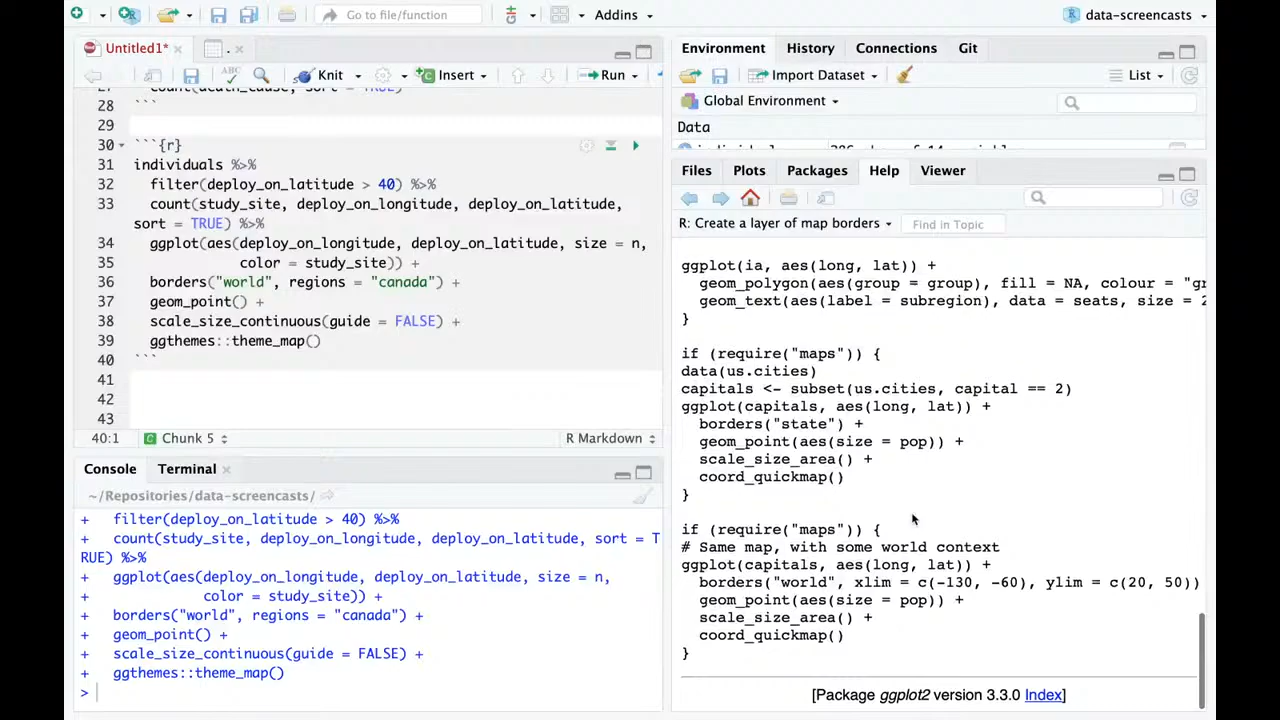 Go to file/function
Addins
data-screencasts
Untitled1*
.
ABC
Knit
Insert
Run
28 ```
29
30 ```{r}
31 individuals %>%
32 filter(deploy_on_latitude > 40) %>%
33 count(study_site, deploy_on_longitude, deploy_on_latitude,
sort = TRUE) %>%
34 ggplot(aes(deploy_on_longitude, deploy_on_latitude, size = n,
35 color = study_site)) +
36 borders("world", regions = "canada") +
37 geom_point() +
38 scale_size_continuous(guide = FALSE) +
39 ggthemes::theme_map()
40 ```
41
42
43
40:1 Chunk 5 R Markdown
Console Terminal
~/Repositories/data-screencasts/
+ filter(deploy_on_latitude > 40) %>%
+ count(study_site, deploy_on_longitude, deploy_on_latitude, sort = T
RUE) %>%
+ ggplot(aes(deploy_on_longitude, deploy_on_latitude, size = n,
+ color = study_site)) +
+ borders("world", regions = "canada") +
+ geom_point() +
+ scale_size_continuous(guide = FALSE) +
+ ggthemes::theme_map()
>
Environment History Connections Git
Import Dataset List
Global Environment
Data
Files Plots Packages Help Viewer
R: Create a layer of map borders Find in Topic
ggplot(ia, aes(long, lat)) +
geom_polygon(aes(group = group), fill = NA, colour = "gr
geom_text(aes(label = subregion), data = seats, size = 2
}
if (require("maps")) {
data(us.cities)
capitals <- subset(us.cities, capital == 2)
ggplot(capitals, aes(long, lat)) +
borders("state") +
geom_point(aes(size = pop)) +
scale_size_area() +
coord_quickmap()
}
if (require("maps")) {
# Same map, with some world context
ggplot(capitals, aes(long, lat)) +
borders("world", xlim = c(-130, -60), ylim = c(20, 50))
geom_point(aes(size = pop)) +
scale_size_area() +
coord_quickmap()
}
[Package ggplot2 version 3.3.0 Index]